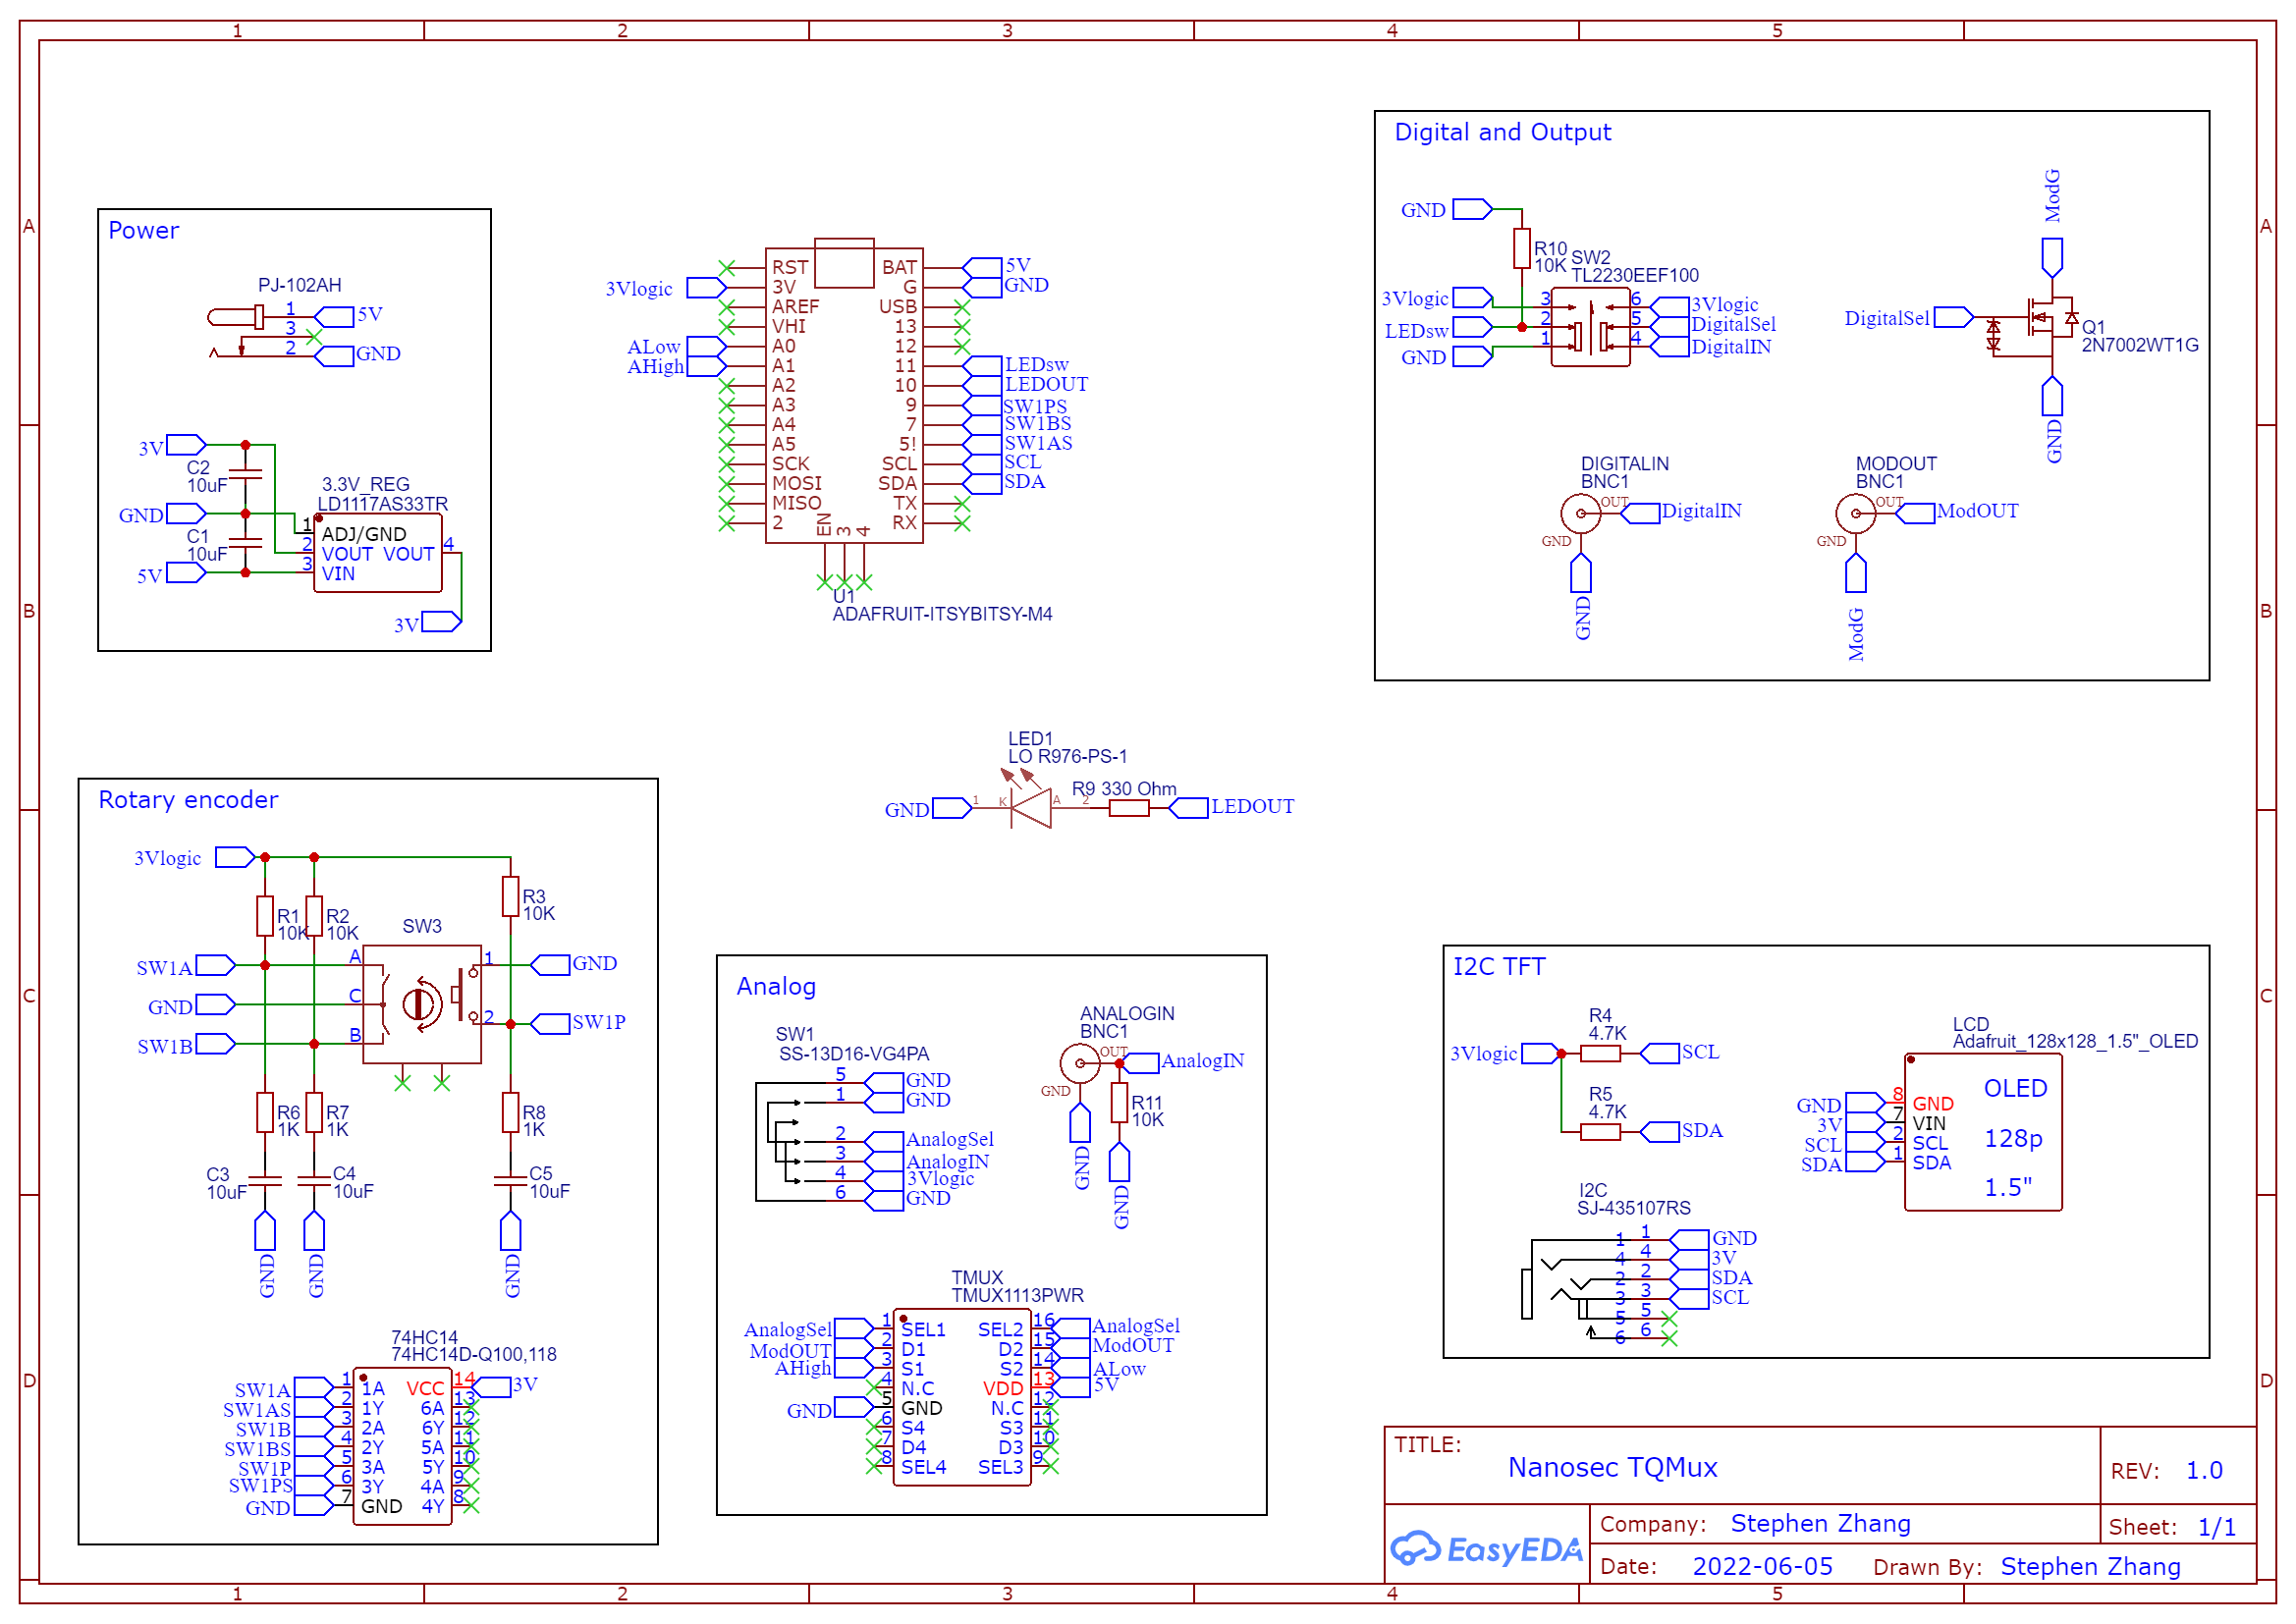 1 2 3 4 5
A A
B B
C C
D D
1 2 3 4 5
Power
PJ-102AH
1 5V
3
2 GND
3V
C2
10uF
GND
C1
10uF
5V
3.3V_REG
LD1117AS33TR
1 ADJ/GND
2 VOUT VOUT 4
3 VIN
3V
RST BAT 5V
3Vlogic 3V G GND
AREF USB
VHI 13
ALow A0 12
AHigh A1 11 LEDsw
A2 10 LEDOUT
A3 9 SW1PS
A4 7 SW1BS
A5 5! SW1AS
SCK SCL SCL
MOSI SDA SDA
MISO TX
2 RX
EN 3 4
U1
ADAFRUIT-ITSYBITSY-M4
Digital and Output
GND
R10
10K
SW2
TL2230EEF100
3Vlogic 3 6 3Vlogic
LEDsw 2 5 DigitalSel
GND 1 4 DigitalIN
ModG
DigitalSel
Q1
2N7002WT1G
GND
DIGITALIN
BNC1
OUT DigitalIN
GND
GND
MODOUT
BNC1
OUT ModOUT
GND
ModG
LED1
LO R976-PS-1
R9 330 Ohm
GND 1 K A 2 LEDOUT
Rotary encoder
3Vlogic
R1
10K
R2
10K
R3
10K
SW3
SW1A A 1 GND
GND C
SW1B B 2 SW1P
R6
1K
R7
1K
R8
1K
C3
10uF
C4
10uF
C5
10uF
GND GND GND
74HC14
74HC14D-Q100,118
SW1A 1 1A VCC 14 3V
SW1AS 2 1Y 6A 13
SW1B 3 2A 6Y 12
SW1BS 4 2Y 5A 11
SW1P 5 3A 5Y 10
SW1PS 6 3Y 4A 9
GND 7 GND 4Y 8
Analog
SW1
SS-13D16-VG4PA
5 GND
1 GND
2 AnalogSel
3 AnalogIN
4 3Vlogic
6 GND
ANALOGIN
BNC1
OUT AnalogIN
GND
R11
10K
GND
GND
TMUX
TMUX1113PWR
AnalogSel 1 SEL1 SEL2 16 AnalogSel
ModOUT 2 D1 D2 15 ModOUT
AHigh 3 S1 S2 14 ALow
4 N.C VDD 13 5V
GND 5 GND N.C 12
6 S4 S3 11
7 D4 D3 10
8 SEL4 SEL3 9
I2C TFT
R4
4.7K
3Vlogic SCL
R5
4.7K
SDA
LCD
Adafruit_128x128_1.5"_OLED
OLED
128p
1.5"
GND 8 GND
3V 7 VIN
SCL 2 SCL
SDA 1 SDA
I2C
SJ-435107RS
1 1 GND
4 4 3V
2 2 SDA
3 3 SCL
5 5
6 6
TITLE:
Nanosec TQMux
REV: 1.0
EasyEDA
Company: Stephen Zhang
Sheet: 1/1
Date: 2022-06-05 Drawn By: Stephen Zhang